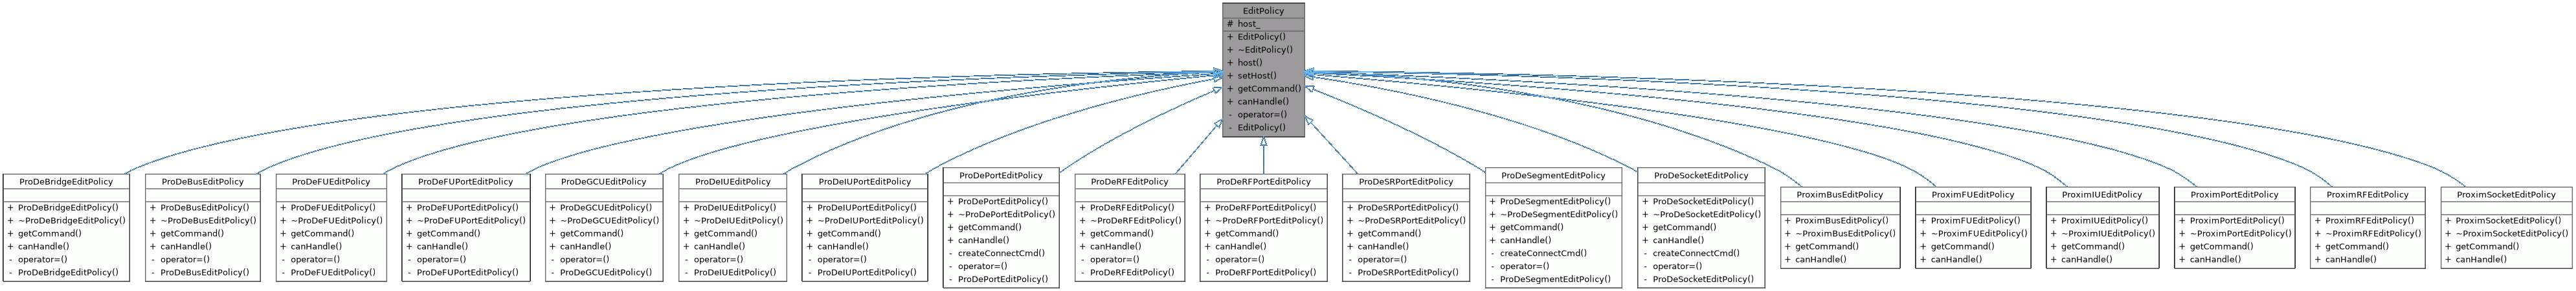 EditPolicy
# host_
+ EditPolicy()
+ ~EditPolicy()
+ host()
+ setHost()
+ getCommand()
+ canHandle()
- operator=()
- EditPolicy()
ProDeBridgeEditPolicy
+ ProDeBridgeEditPolicy()
+ ~ProDeBridgeEditPolicy()
+ getCommand()
+ canHandle()
- operator=()
- ProDeBridgeEditPolicy()
ProDeBusEditPolicy
+ ProDeBusEditPolicy()
+ ~ProDeBusEditPolicy()
+ getCommand()
+ canHandle()
- operator=()
- ProDeBusEditPolicy()
ProDeFUEditPolicy
+ ProDeFUEditPolicy()
+ ~ProDeFUEditPolicy()
+ getCommand()
+ canHandle()
- operator=()
- ProDeFUEditPolicy()
ProDeFUPortEditPolicy
+ ProDeFUPortEditPolicy()
+ ~ProDeFUPortEditPolicy()
+ getCommand()
+ canHandle()
- operator=()
- ProDeFUPortEditPolicy()
ProDeGCUEditPolicy
+ ProDeGCUEditPolicy()
+ ~ProDeGCUEditPolicy()
+ getCommand()
+ canHandle()
- operator=()
- ProDeGCUEditPolicy()
ProDeIUEditPolicy
+ ProDeIUEditPolicy()
+ ~ProDeIUEditPolicy()
+ getCommand()
+ canHandle()
- operator=()
- ProDeIUEditPolicy()
ProDeIUPortEditPolicy
+ ProDeIUPortEditPolicy()
+ ~ProDeIUPortEditPolicy()
+ getCommand()
+ canHandle()
- operator=()
- ProDeIUPortEditPolicy()
ProDePortEditPolicy
+ ProDePortEditPolicy()
+ ~ProDePortEditPolicy()
+ getCommand()
+ canHandle()
- createConnectCmd()
- operator=()
- ProDePortEditPolicy()
ProDeRFEditPolicy
+ ProDeRFEditPolicy()
+ ~ProDeRFEditPolicy()
+ getCommand()
+ canHandle()
- operator=()
- ProDeRFEditPolicy()
ProDeRFPortEditPolicy
+ ProDeRFPortEditPolicy()
+ ~ProDeRFPortEditPolicy()
+ getCommand()
+ canHandle()
- operator=()
- ProDeRFPortEditPolicy()
ProDeSRPortEditPolicy
+ ProDeSRPortEditPolicy()
+ ~ProDeSRPortEditPolicy()
+ getCommand()
+ canHandle()
- operator=()
- ProDeSRPortEditPolicy()
ProDeSegmentEditPolicy
+ ProDeSegmentEditPolicy()
+ ~ProDeSegmentEditPolicy()
+ getCommand()
+ canHandle()
- createConnectCmd()
- operator=()
- ProDeSegmentEditPolicy()
ProDeSocketEditPolicy
+ ProDeSocketEditPolicy()
+ ~ProDeSocketEditPolicy()
+ getCommand()
+ canHandle()
- createConnectCmd()
- operator=()
- ProDeSocketEditPolicy()
ProximBusEditPolicy
+ ProximBusEditPolicy()
+ ~ProximBusEditPolicy()
+ getCommand()
+ canHandle()
ProximFUEditPolicy
+ ProximFUEditPolicy()
+ ~ProximFUEditPolicy()
+ getCommand()
+ canHandle()
ProximIUEditPolicy
+ ProximIUEditPolicy()
+ ~ProximIUEditPolicy()
+ getCommand()
+ canHandle()
ProximPortEditPolicy
+ ProximPortEditPolicy()
+ ~ProximPortEditPolicy()
+ getCommand()
+ canHandle()
ProximRFEditPolicy
+ ProximRFEditPolicy()
+ ~ProximRFEditPolicy()
+ getCommand()
+ canHandle()
ProximSocketEditPolicy
+ ProximSocketEditPolicy()
+ ~ProximSocketEditPolicy()
+ getCommand()
+ canHandle()